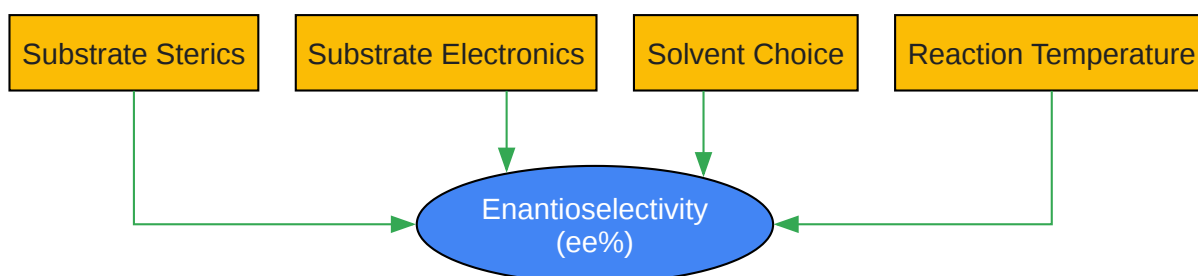 Substrate Sterics
Substrate Electronics
Solvent Choice
Reaction Temperature
Enantioselectivity
(ee%)